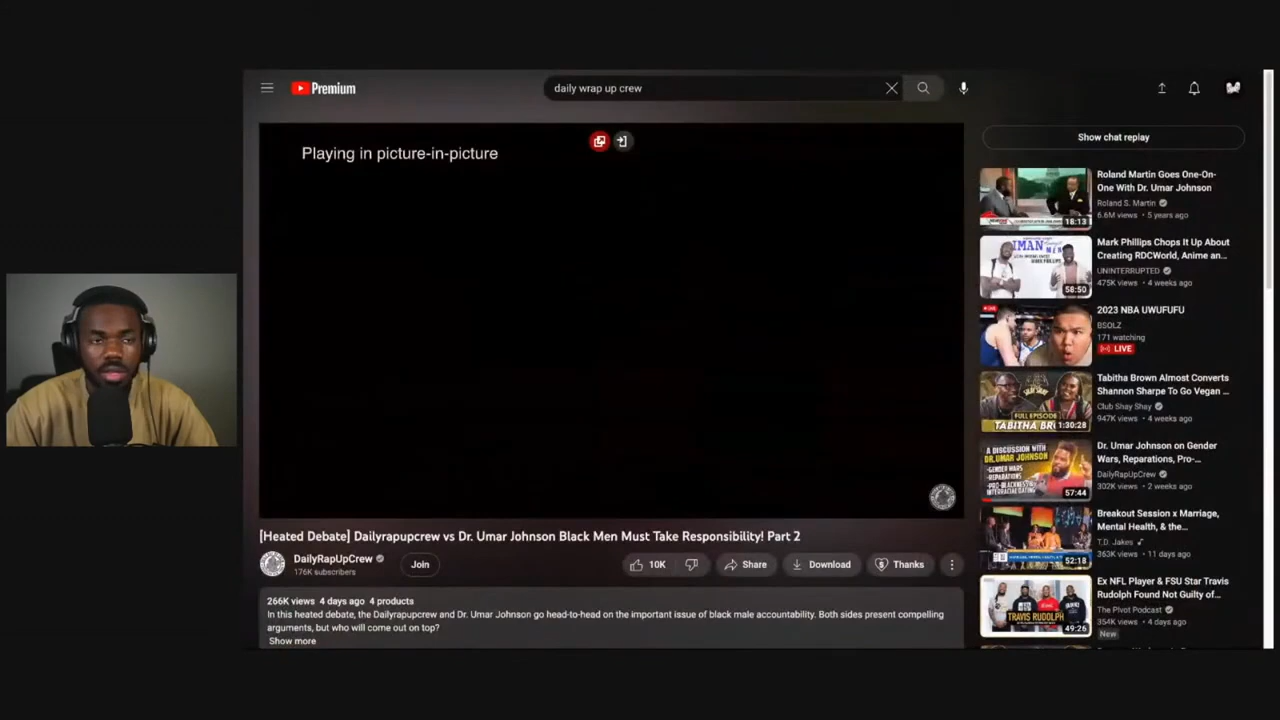 Premium
daily wrap up crew
Playing in picture-in-picture
[Heated Debate] Dailyrapupcrew vs Dr. Umar Johnson Black Men Must Take Responsibility! Part 2
DailyRapUpCrew
176K subscribers
Join
10K
Share
Download
Thanks
266K views 4 days ago 4 products
In this heated debate, the Dailyrapupcrew and Dr. Umar Johnson go head-to-head on the important issue of black male accountability. Both sides present compelling
arguments, but who will come out on top?
Show more
Show chat replay
18:13
Roland Martin Goes One-On-
One With Dr. Umar Johnson
Roland S. Martin
6.6M views • 5 years ago
58:50
Mark Phillips Chops It Up About
Creating RDCWorld, Anime an...
UNINTERRUPTED
475K views • 4 weeks ago
2023 NBA UWUFUFU
BSOLZ
171 watching
LIVE
FULL EPISODE
TABITHA BR
1:30:28
Tabitha Brown Almost Converts
Shannon Sharpe To Go Vegan ...
Club Shay Shay
947K views • 4 weeks ago
A DISCUSSION WITH
DR. UMAR JOHNSON
-GENDER WARS
-REPARATIONS
-PRO-BLACKNESS IN
INTERRACIAL DATING
57:44
Dr. Umar Johnson on Gender
Wars, Reparations, Pro-...
DailyRapUpCrew
302K views • 2 weeks ago
52:18
Breakout Session x Marriage,
Mental Health, & the...
T.D. Jakes
363K views • 11 days ago
TRAVIS RUDOLPH
49:26
Ex NFL Player & FSU Star Travis
Rudolph Found Not Guilty of...
The Pivot Podcast
354K views • 4 days ago
New